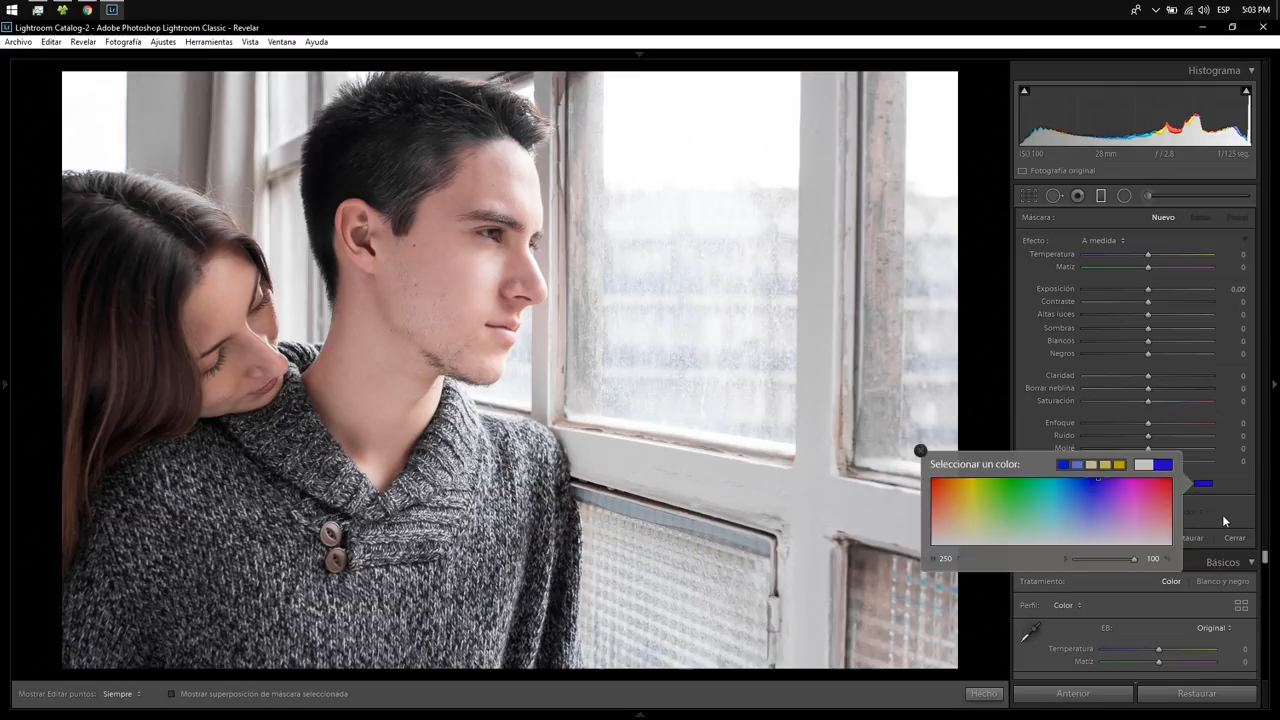 ESP 5:03 PM
Lightroom Catalog-2 - Adobe Photoshop Lightroom Classic - Revelar
Archivo Editar Revelar Fotografía Ajustes Herramientas Vista Ventana Ayuda
Histograma
ISO 100 28 mm ƒ / 2.8 1/123 seg.
Fotografía original
Máscara : Nuevo
Efecto : A medida
Temperatura 0
Matiz 0
Exposición 0,00
Contraste 0
Altas luces 0
Sombras 0
Blancos 0
Negros 0
Claridad 0
Borrar neblina 0
Saturación 0
Enfoque 0
Ruido 0
Moiré 0
0
Seleccionar un color:
H 250 100 %
Cerrar
Básicos
Tratamiento: Color Blanco y negro
Perfil: Color
EB: Original
Temperatura 0
Matiz 0
Mostrar Editar puntos: Siempre Mostrar superposición de máscara seleccionada Hecho
Anterior Restaurar